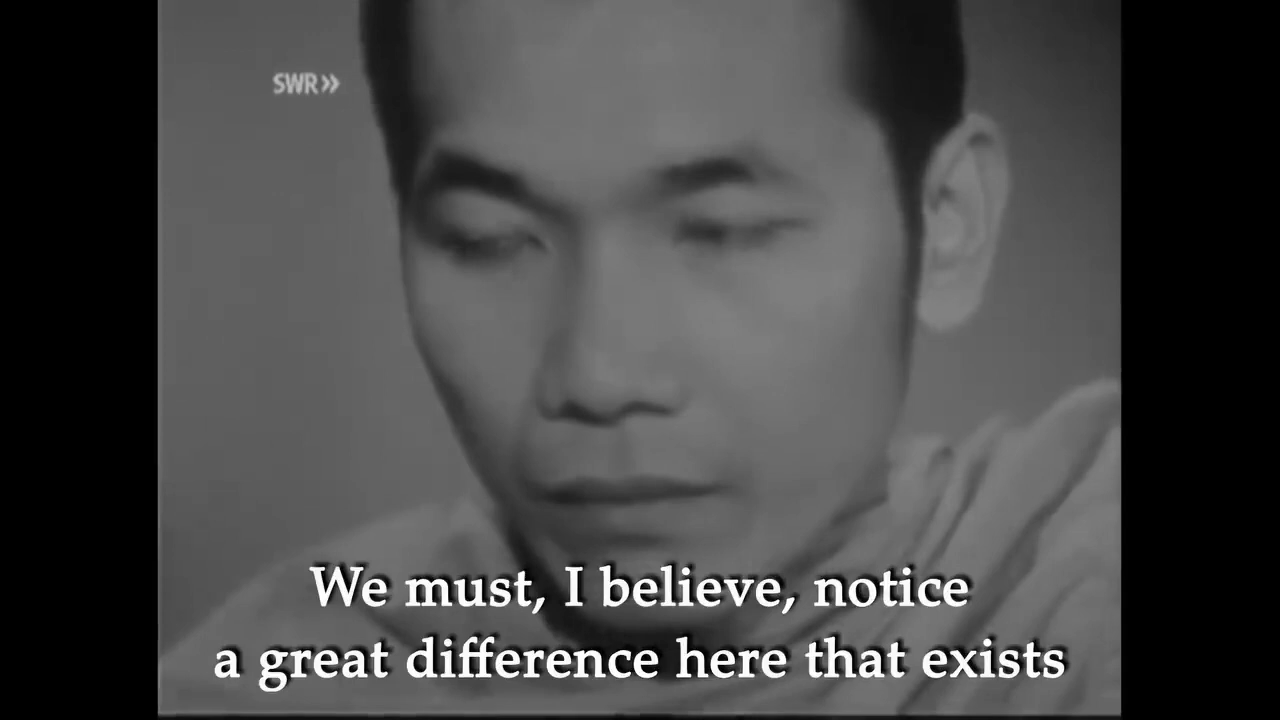 SWR»
We must, I believe, notice
a great difference here that exists